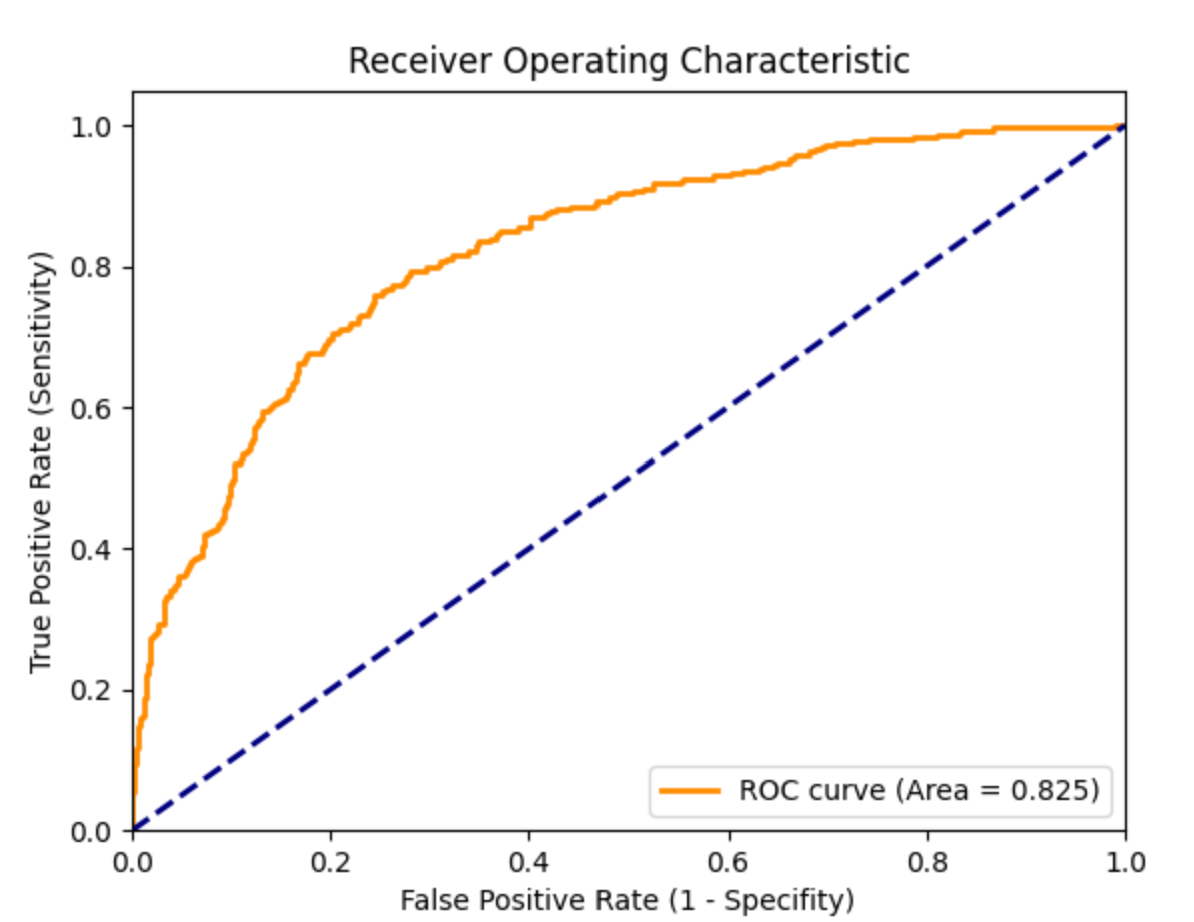 Receiver Operating Characteristic
1.0
0.8
0.6
0.4
0.2
0.0
True Positive Rate (Sensitivity)
ROC curve (Area = 0.825)
0.0 0.2 0.4 0.6 0.8 1.0
False Positive Rate (1 - Specifity)